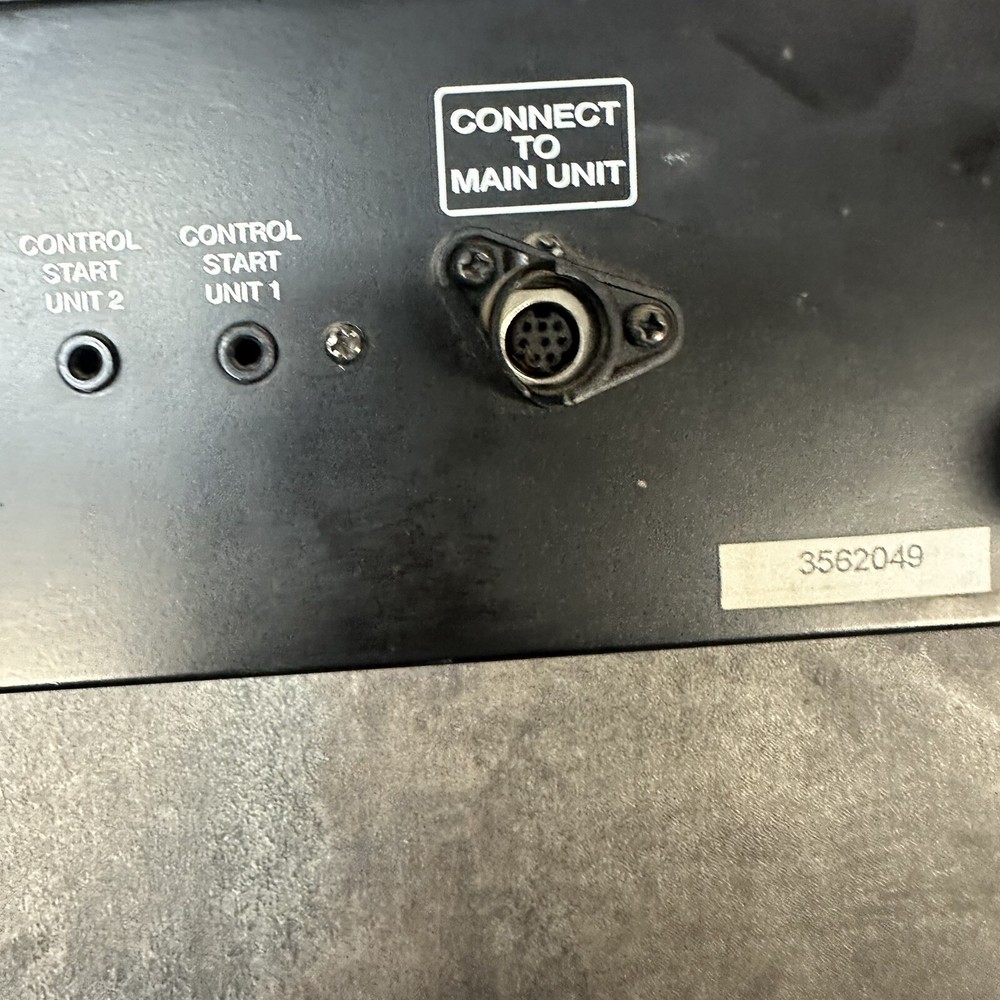 CONNECT
TO
MAIN UNIT
CONTROL
START
UNIT 2
CONTROL
START
UNIT 1
3562049